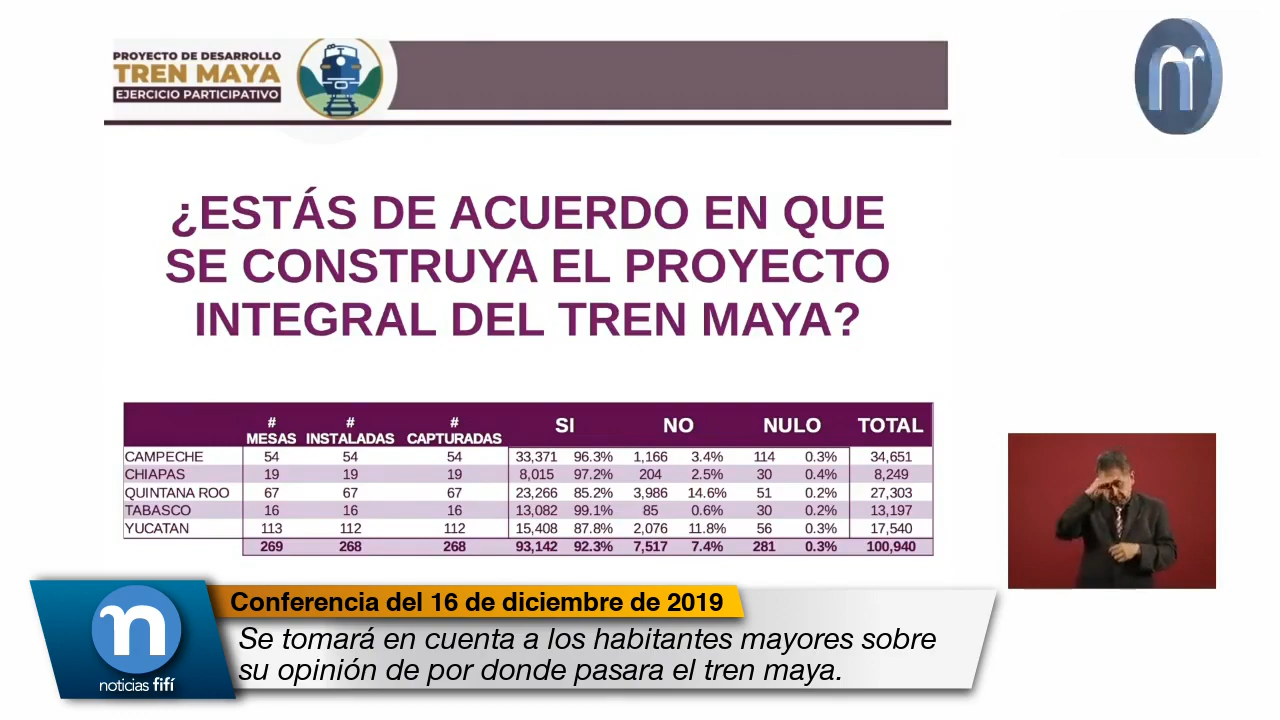 PROYECTO DE DESARROLLO
TREN MAYA
EJERCICIO PARTICIPATIVO
¿ESTÁS DE ACUERDO EN QUE
SE CONSTRUYA EL PROYECTO
INTEGRAL DEL TREN MAYA?
# MESAS # INSTALADAS # CAPTURADAS SI NO NULO TOTAL
CAMPECHE 54 54 54 33,371 96.3% 1,166 3.4% 114 0.3% 34,651
CHIAPAS 19 19 19 8,015 97.2% 204 2.5% 30 0.4% 8,249
QUINTANA ROO 67 67 67 23,266 85.2% 3,986 14.6% 51 0.2% 27,303
TABASCO 16 16 16 13,082 99.1% 85 0.6% 30 0.2% 13,197
YUCATAN 113 112 112 15,408 87.8% 2,076 11.8% 56 0.3% 17,540
269 268 268 93,142 92.3% 7,517 7.4% 281 0.3% 100,940
Conferencia del 16 de diciembre de 2019
Se tomará en cuenta a los habitantes mayores sobre
su opinión de por donde pasara el tren maya.
n
noticias fifí